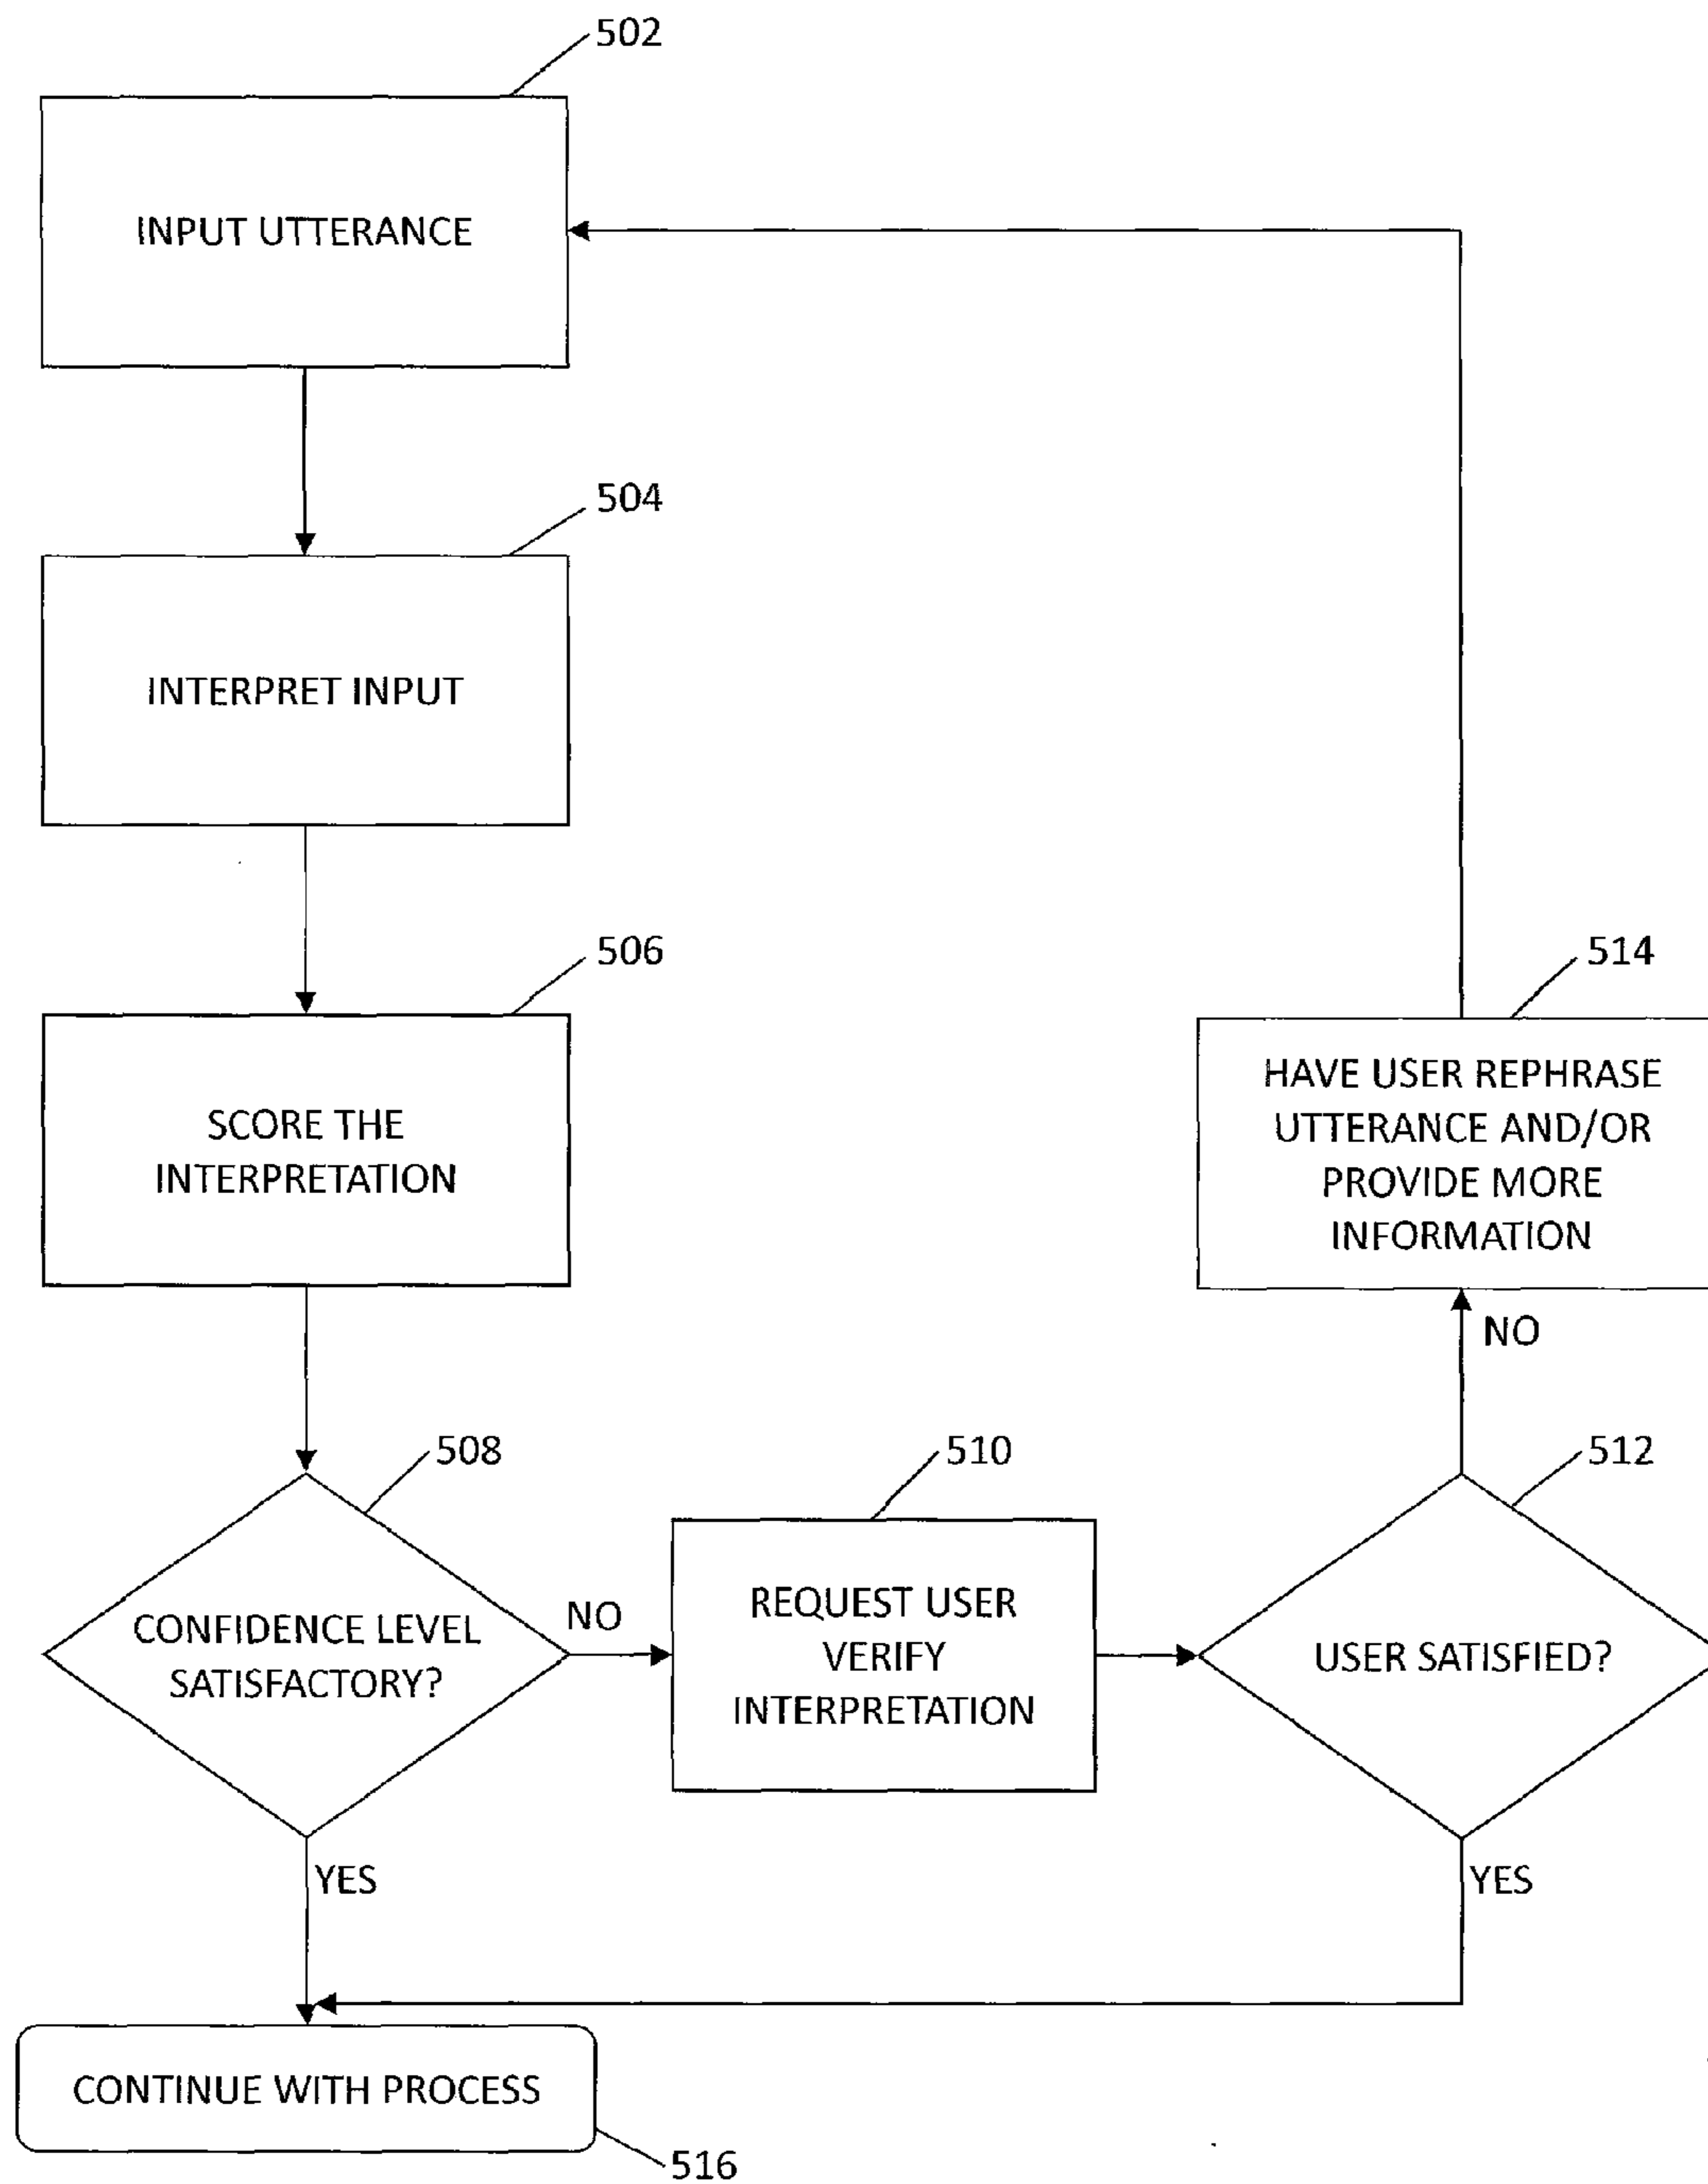 502
INPUT UTTERANCE
504
INTERPRET INPUT
506
SCORE THE
INTERPRETATION
508
CONFIDENCE LEVEL
SATISFACTORY?
NO
YES
510
REQUEST USER
VERIFY
INTERPRETATION
512
USER SATISFIED?
NO
YES
514
HAVE USER REPHRASE
UTTERANCE AND/OR
PROVIDE MORE
INFORMATION
CONTINUE WITH PROCESS
516